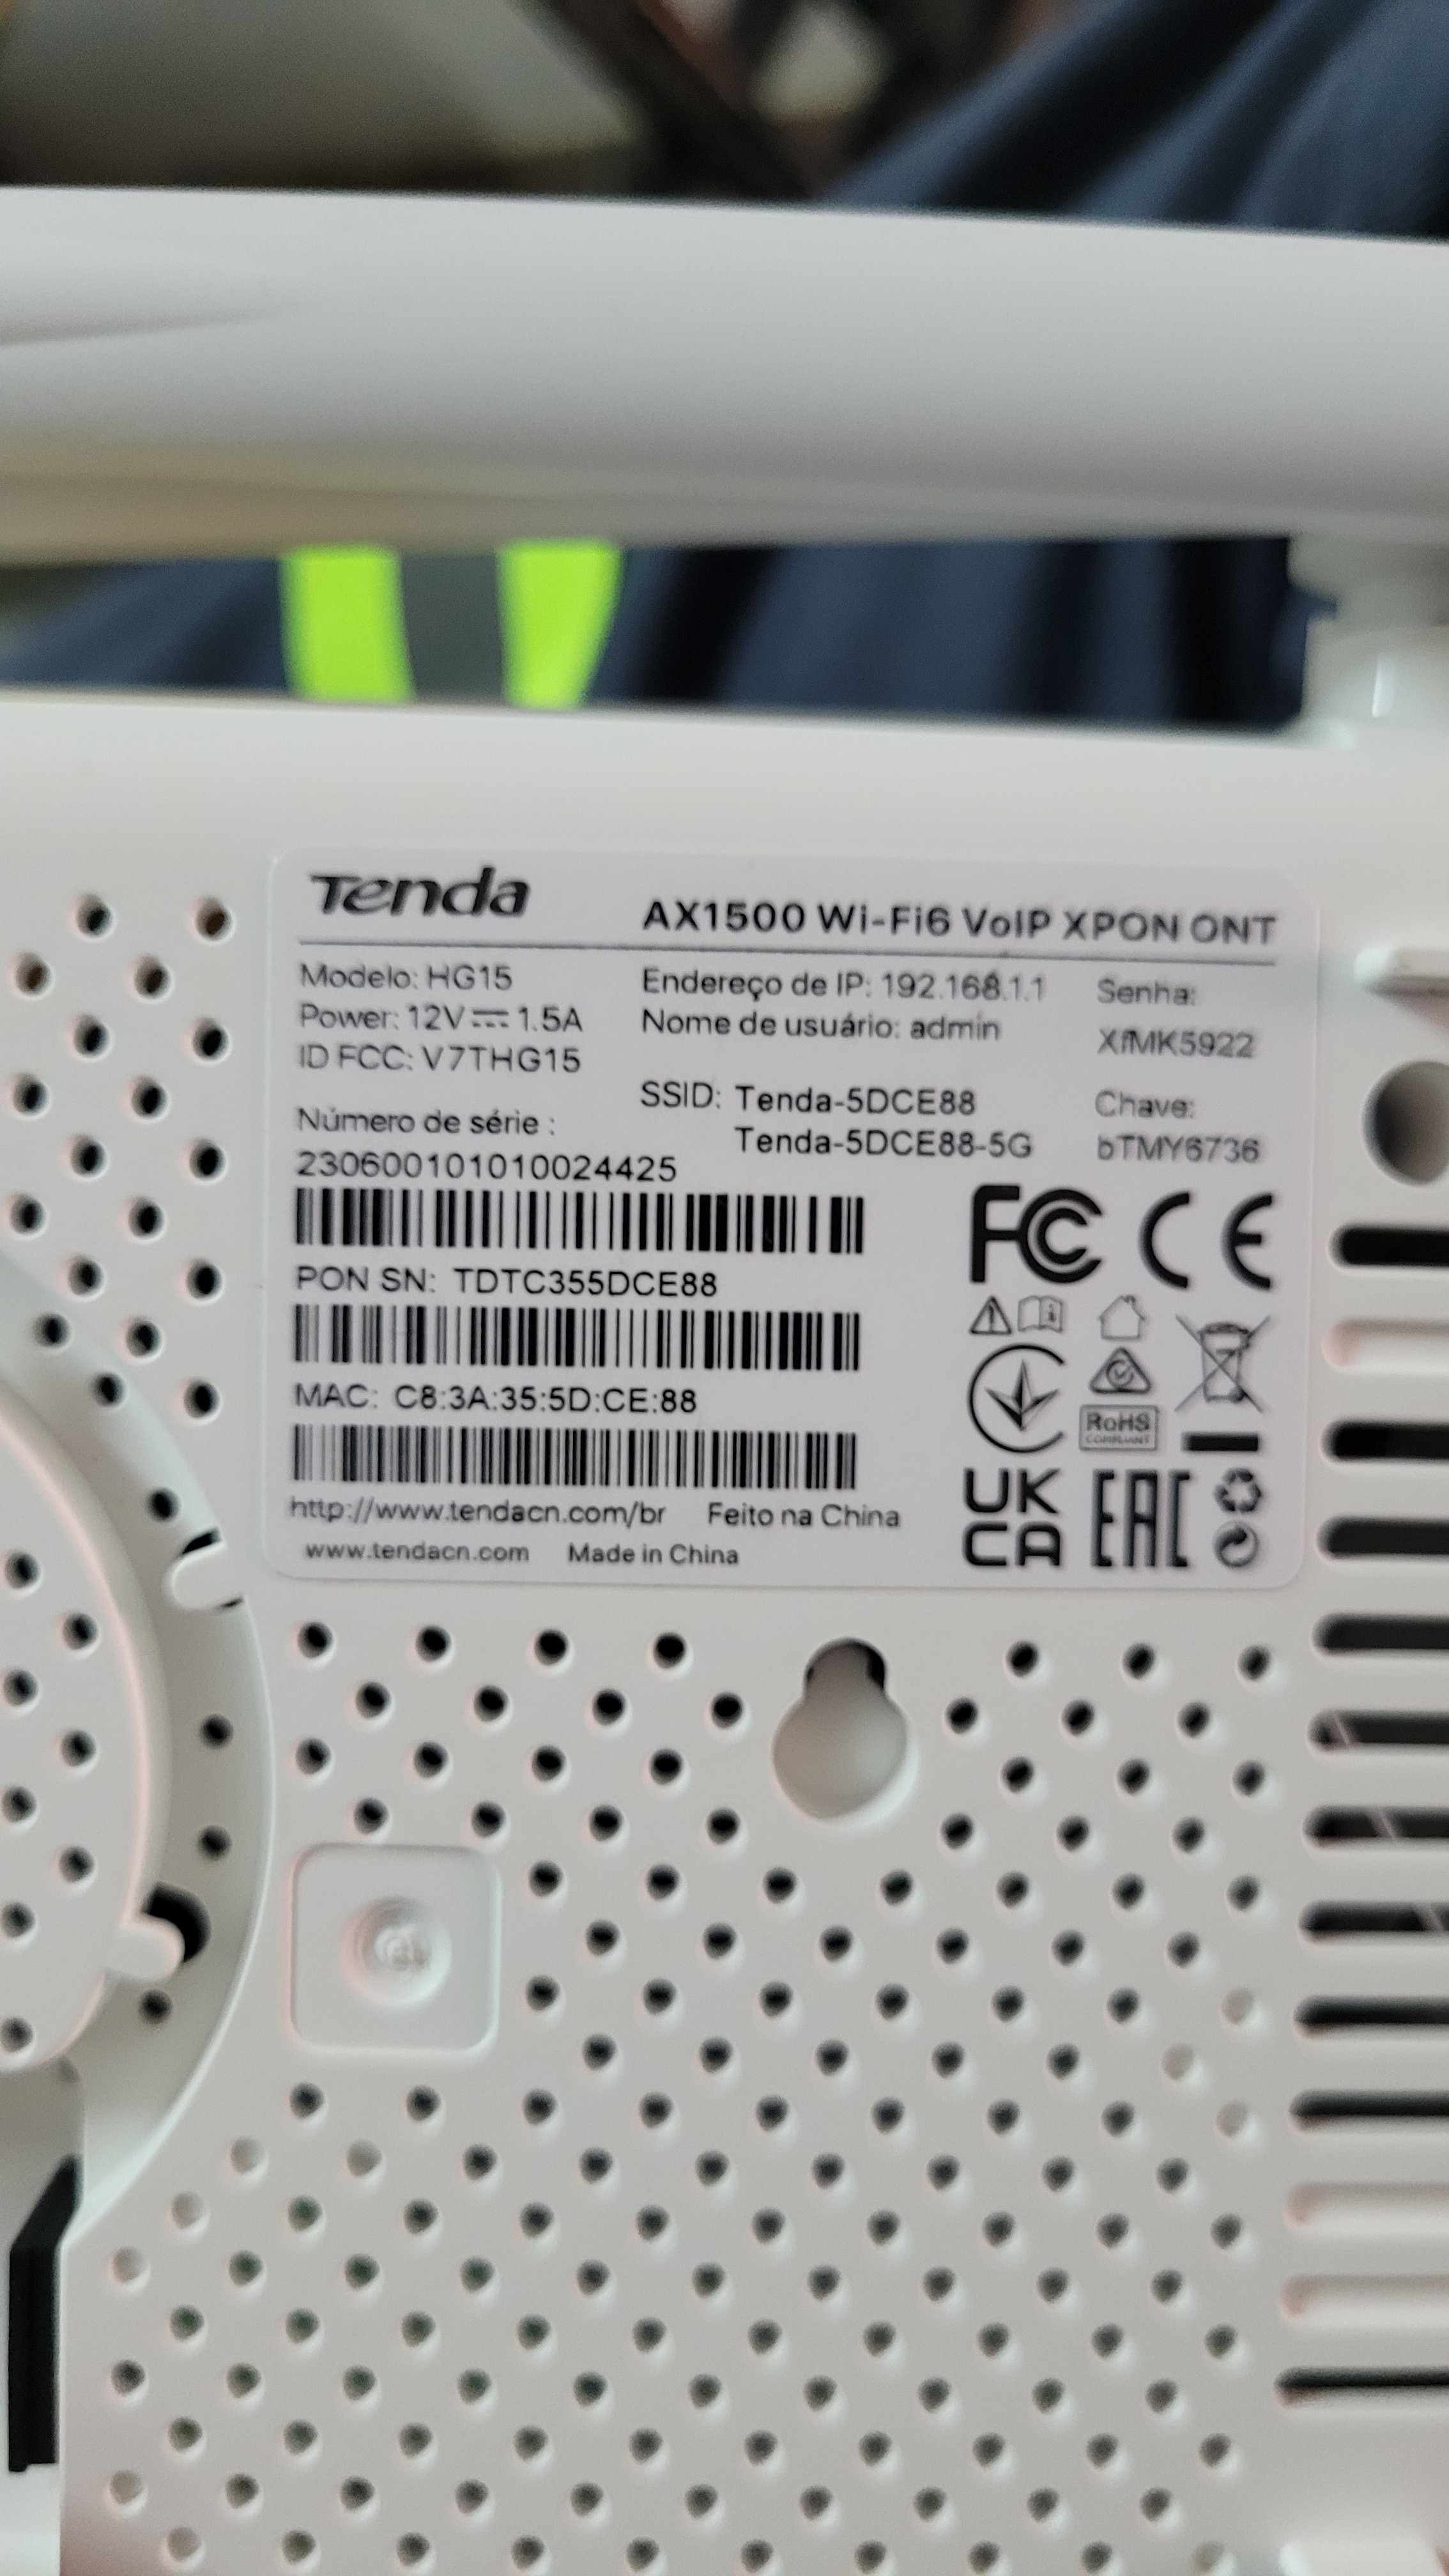 Tenda
AX1500 Wi-Fi6 VoIP XPON ONT
Modelo: HG15
Power: 12V⎓1.5A
ID FCC: V7THG15
Endereço de IP: 192.168.1.1
Nome de usuário: admin
Senha:
XfMK5922
SSID: Tenda-5DCE88
Tenda-5DCE88-5G
Chave:
bTMY6736
Número de série :
230600101010024425
PON SN: TDTC355DCE88
MAC: C8:3A:35:5D:CE:88
http://www.tendacn.com/br Feito na China
www.tendacn.com Made in China
FC CE
RoHS
COMPLIANT
UK
CA
EAC